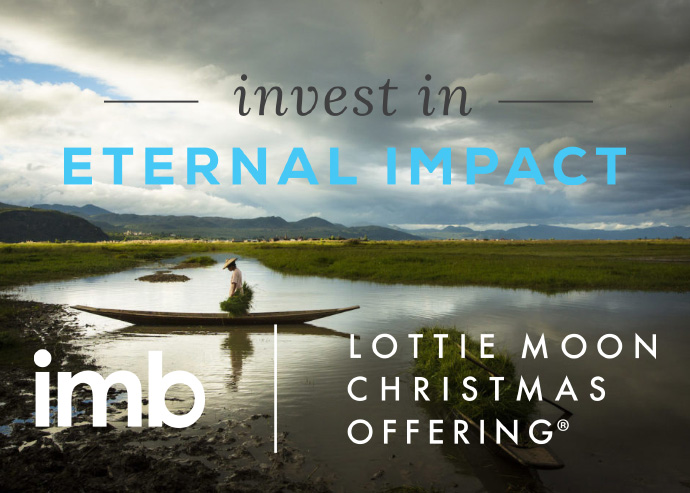 invest in
ETERNAL IMPACT
imb
LOTTIE MOON
CHRISTMAS
OFFERING®